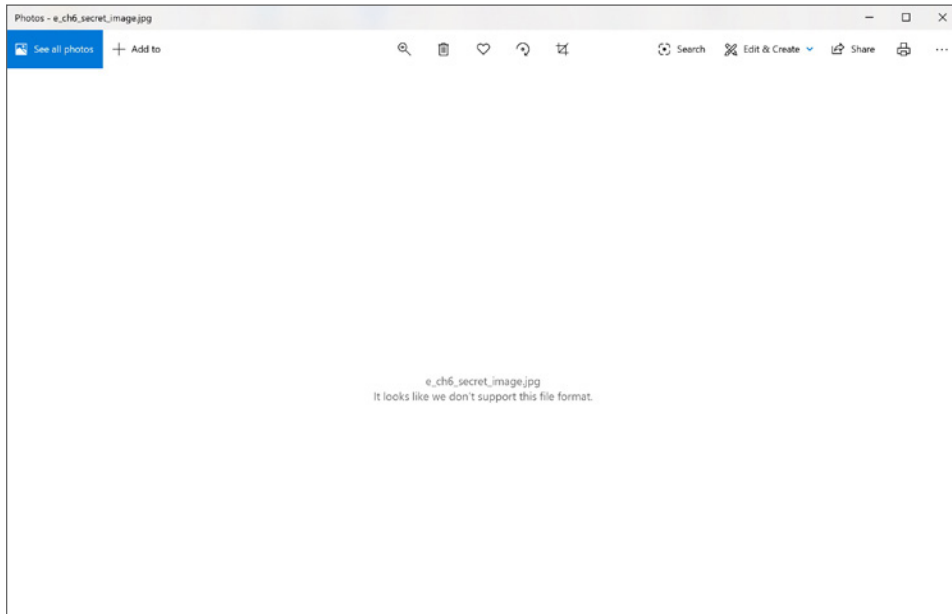 Photos - e_ch6_secret_image.jpg
See all photos
Add to
Search
Edit & Create
Share
e_ch6_secret_image.jpg
It looks like we don't support this file format.